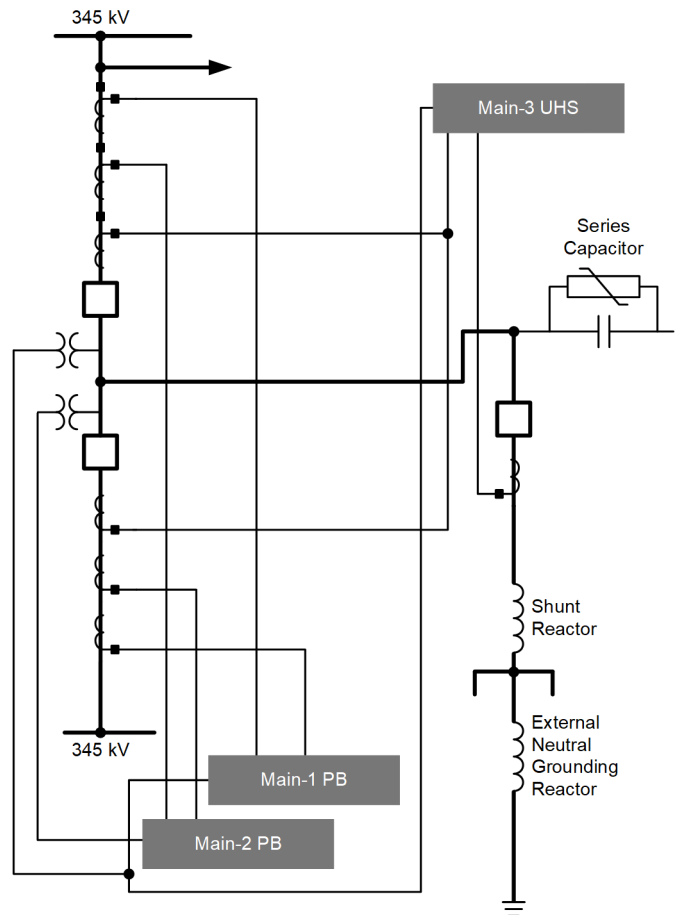 345 kV
Main-3 UHS
Series
Capacitor
Shunt
Reactor
External
Neutral
Grounding
Reactor
345 kV
Main-1 PB
Main-2 PB